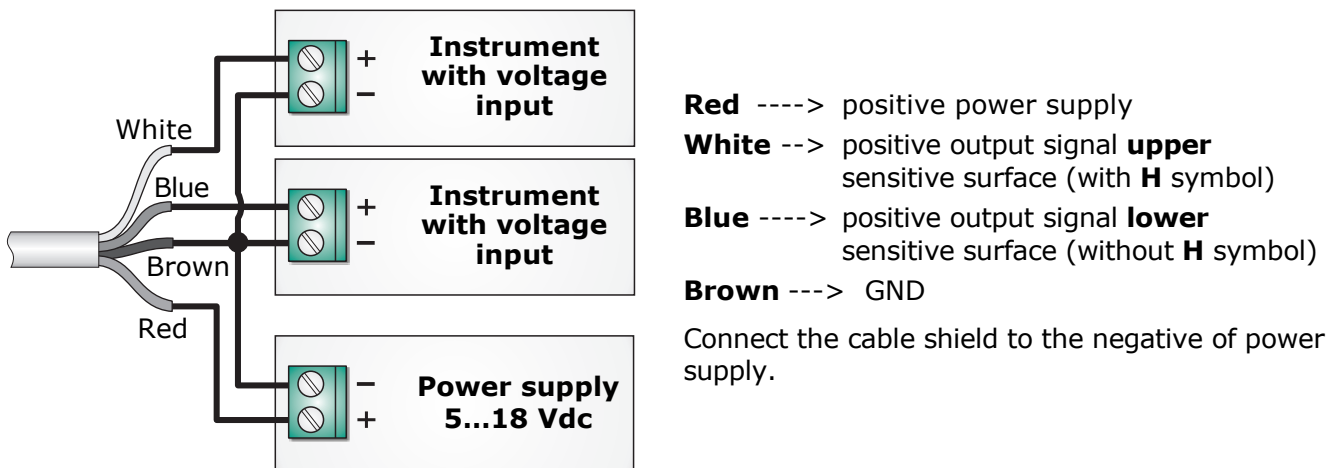 White
Blue
Brown
Red
+
−
Instrument
with voltage
input
+
−
Instrument
with voltage
input
−
+
Power supply
5...18 Vdc
Red ----> positive power supply
White --> positive output signal upper
sensitive surface (with H symbol)
Blue ----> positive output signal lower
sensitive surface (without H symbol)
Brown ---> GND
Connect the cable shield to the negative of power
supply.